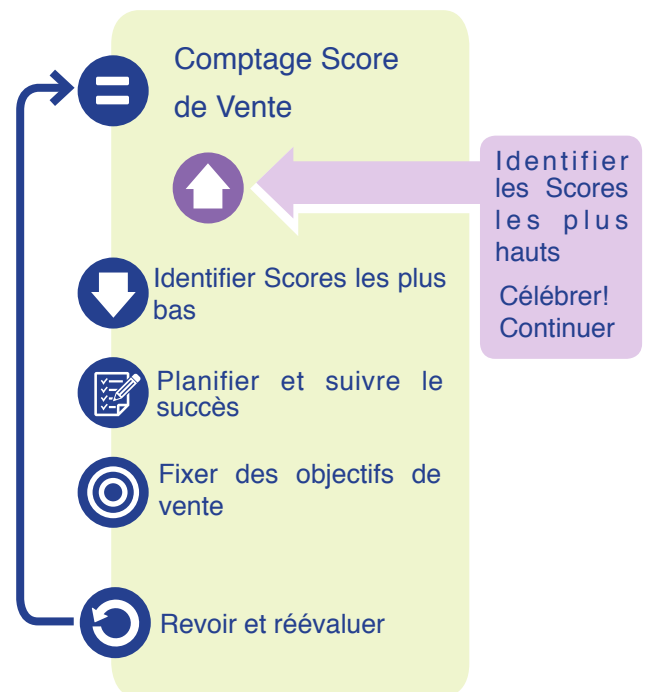 Comptage Score
de Vente
Identifier
les Scores
les plus
hauts
Célébrer!
Continuer
Identifier Scores les plus
bas
Planifier et suivre le
succès
Fixer des objectifs de
vente
Revoir et réévaluer